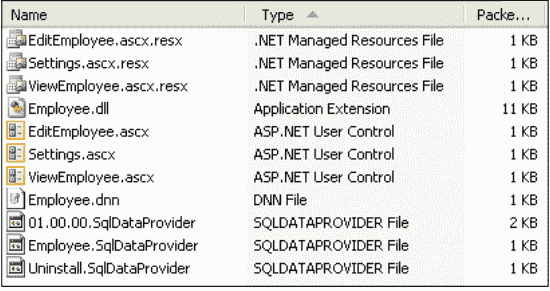 Name Type Packe...
EditEmployee.ascx.resx .NET Managed Resources File 1 KB
Settings.ascx.resx .NET Managed Resources File 1 KB
ViewEmployee.ascx.resx .NET Managed Resources File 1 KB
Employee.dll Application Extension 11 KB
EditEmployee.ascx ASP.NET User Control 1 KB
Settings.ascx ASP.NET User Control 1 KB
ViewEmployee.ascx ASP.NET User Control 1 KB
Employee.dnn DNN File 1 KB
01.00.00.SqlDataProvider SQLDATAPROVIDER File 2 KB
Employee.SqlDataProvider SQLDATAPROVIDER File 1 KB
Uninstall.SqlDataProvider SQLDATAPROVIDER File 1 KB